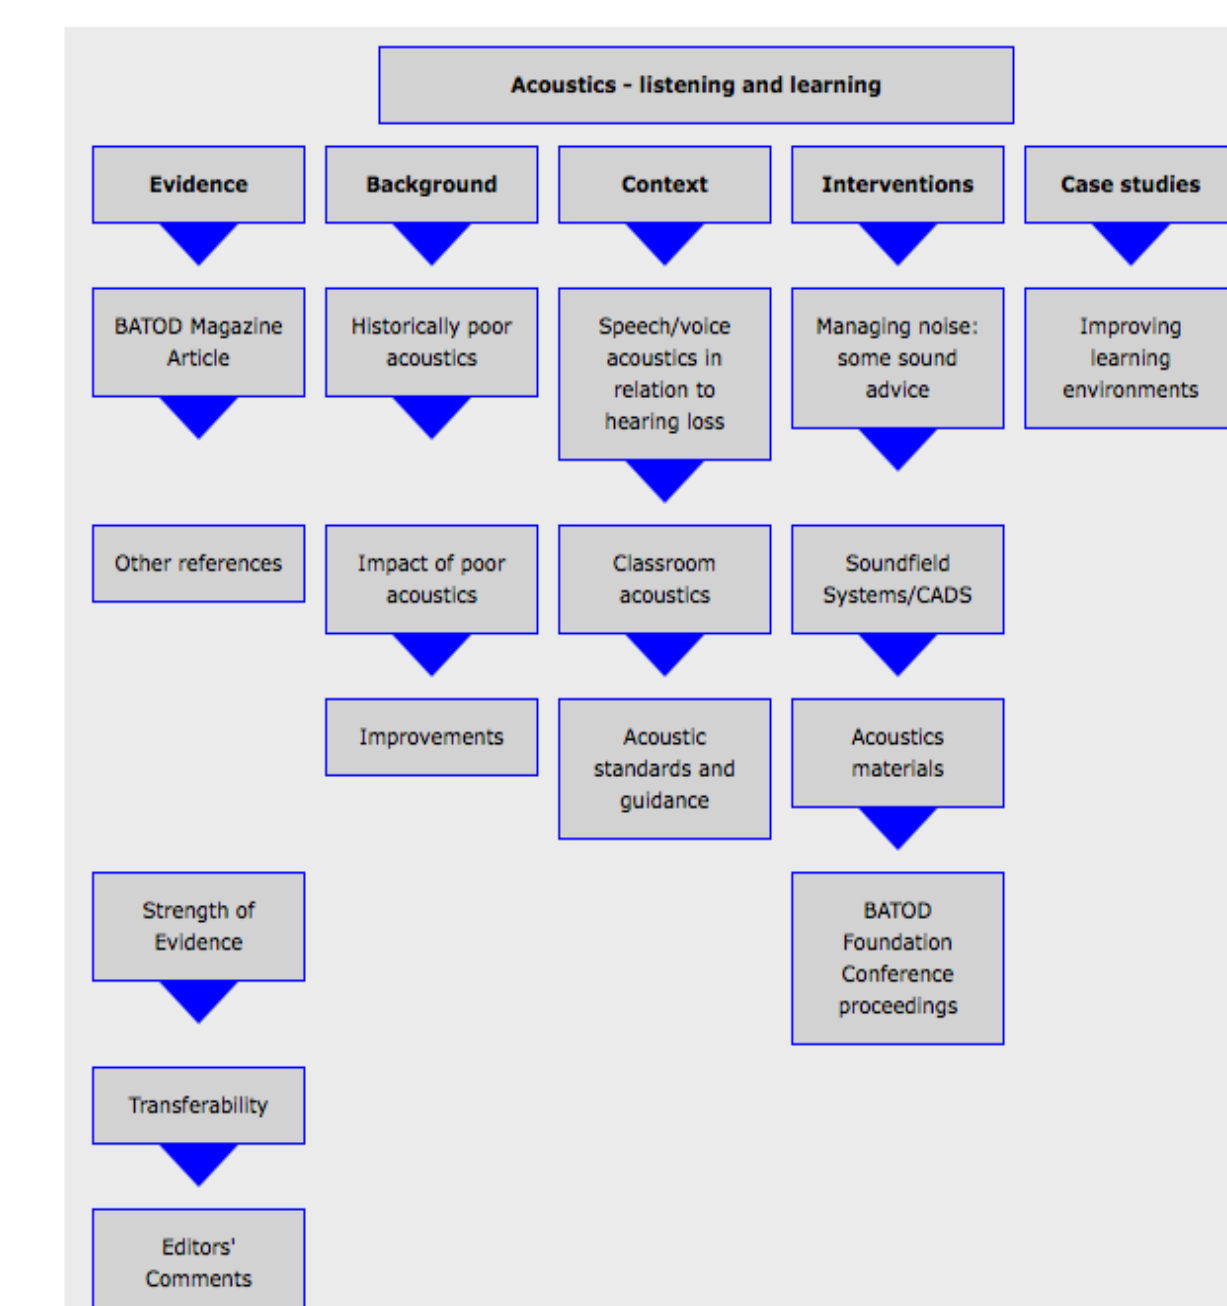 Acoustics - listening and learning
Evidence
Background
Context
Interventions
Case studies
BATOD Magazine
Article
Historically poor
acoustics
Speech/voice
acoustics in
relation to
hearing loss
Managing noise:
some sound
advice
Improving
learning
environments
Other references
Impact of poor
acoustics
Classroom
acoustics
Soundfield
Systems/CADS
Improvements
Acoustic
standards and
guidance
Acoustics
materials
Strength of
Evidence
BATOD
Foundation
Conference
proceedings
Transferability
Editors'
Comments